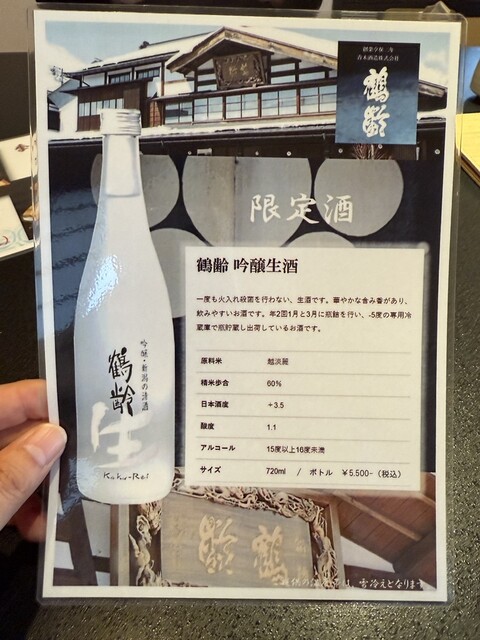 創業享保二年
青木酒造株式会社
鶴齢
限定酒
鶴齢 吟醸生酒
一度も火入れ殺菌を行わない、生酒です。華やかな含み香があり、
飲みやすいお酒です。年2回1月と3月に瓶詰を行い、-5度の専用冷
蔵庫で瓶貯蔵し出荷しているお酒です。
原料米 越淡麗
精米歩合 60%
日本酒度 +3.5
酸度 1.1
アルコール 15度以上16度未満
サイズ 720ml / ボトル ¥5.500-(税込)
吟醸・新潟の清酒
鶴齢
生
Kaku-Rei
鶴齢
は、雪冷えとなります